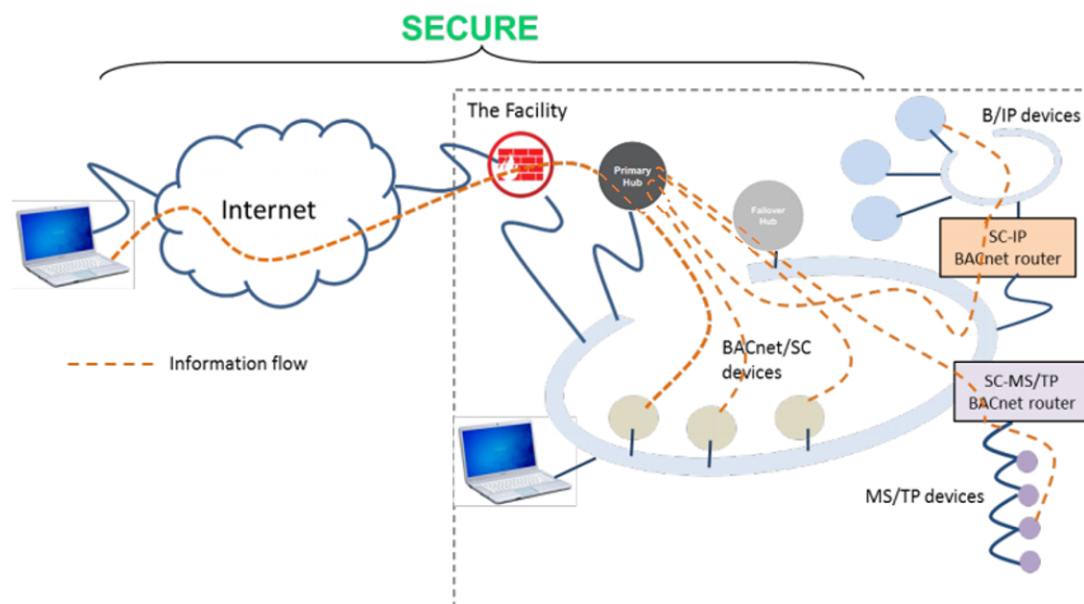 SECURE
The Facility
B/IP devices
Primary
Hub
Failover
Hub
Internet
SC-IP
BACnet router
Information flow
BACnet/SC
devices
SC-MS/TP
BACnet router
MS/TP devices